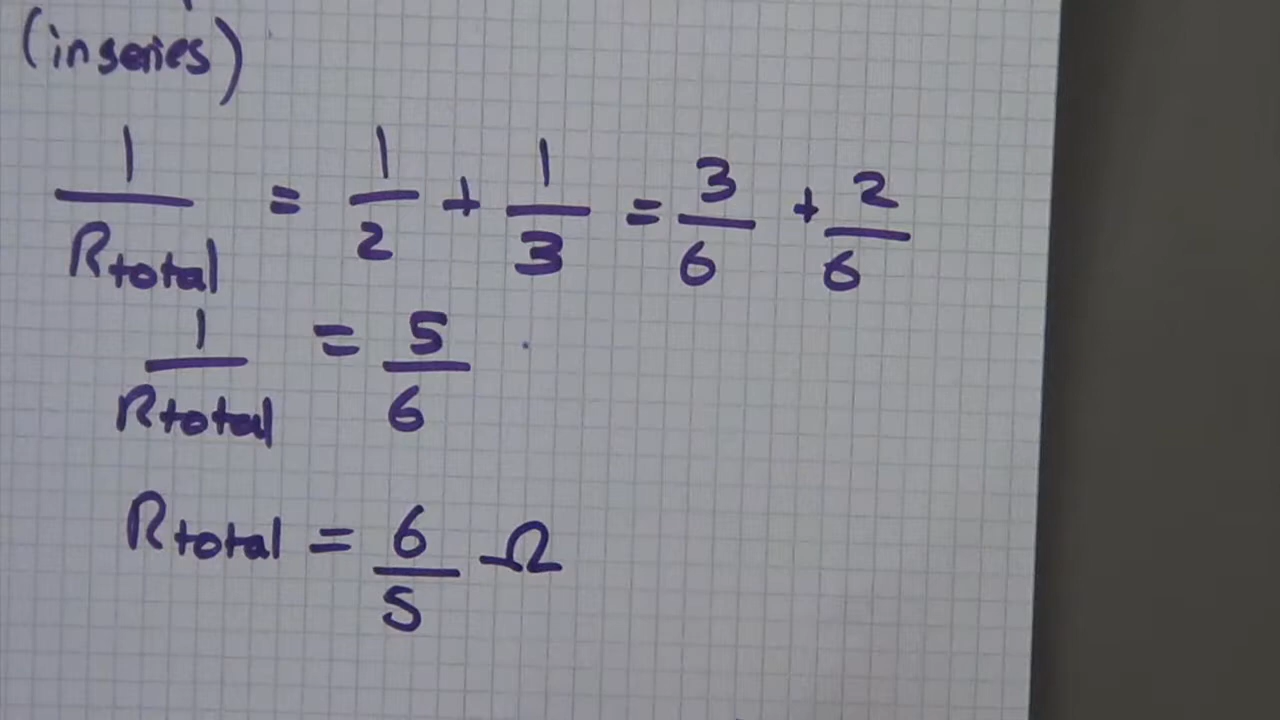 (in series)
1/Rtotal = 1/2 + 1/3 = 3/6 + 2/6
1/Rtotal = 5/6
Rtotal = 6/5 Ω